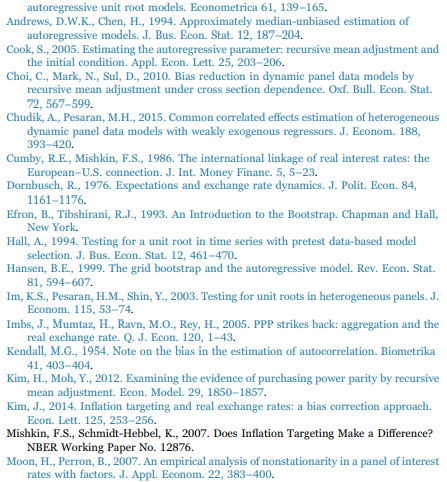 autoregressive unit root models. Econometrica 61, 139–165.
Andrews, D.W.K., Chen, H., 1994. Approximately median-unbiased estimation of
autoregressive models. J. Bus. Econ. Stat. 12, 187–204.
Cook, S., 2005. Estimating the autoregressive parameter: recursive mean adjustment and
the initial condition. Appl. Econ. Lett. 25, 203–206.
Choi, C., Mark, N., Sul, D., 2010. Bias reduction in dynamic panel data models by
recursive mean adjustment under cross section dependence. Oxf. Bull. Econ. Stat.
72, 567–599.
Chudik, A., Pesaran, M.H., 2015. Common correlated effects estimation of heterogeneous
dynamic panel data models with weakly exogenous regressors. J. Econom. 188,
393–420.
Cumby, R.E., Mishkin, F.S., 1986. The international linkage of real interest rates: the
European–U.S. connection. J. Int. Money Financ. 5, 5–23.
Dornbusch, R., 1976. Expectations and exchange rate dynamics. J. Polit. Econ. 84,
1161–1176.
Efron, B., Tibshirani, R.J., 1993. An Introduction to the Bootstrap. Chapman and Hall,
New York.
Hall, A., 1994. Testing for a unit root in time series with pretest data-based model
selection. J. Bus. Econ. Stat. 12, 461–470.
Hansen, B.E., 1999. The grid bootstrap and the autoregressive model. Rev. Econ. Stat.
81, 594–607.
Im, K.S., Pesaran, H.M., Shin, Y., 2003. Testing for unit roots in heterogeneous panels. J.
Econom. 115, 53–74.
Imbs, J., Mumtaz, H., Ravn, M.O., Rey, H., 2005. PPP strikes back: aggregation and the
real exchange rate. Q. J. Econ. 120, 1–43.
Kendall, M.G., 1954. Note on the bias in the estimation of autocorrelation. Biometrika
41, 403–404.
Kim, H., Moh, Y., 2012. Examining the evidence of purchasing power parity by recursive
mean adjustment. Econ. Model. 29, 1850–1857.
Kim, J., 2014. Inflation targeting and real exchange rates: a bias correction approach.
Econ. Lett. 125, 253–256.
Mishkin, F.S., Schmidt-Hebbel, K., 2007. Does Inflation Targeting Make a Difference?
NBER Working Paper No. 12876.
Moon, H., Perron, B., 2007. An empirical analysis of nonstationarity in a panel of interest
rates with factors. J. Appl. Econom. 22, 383–400.